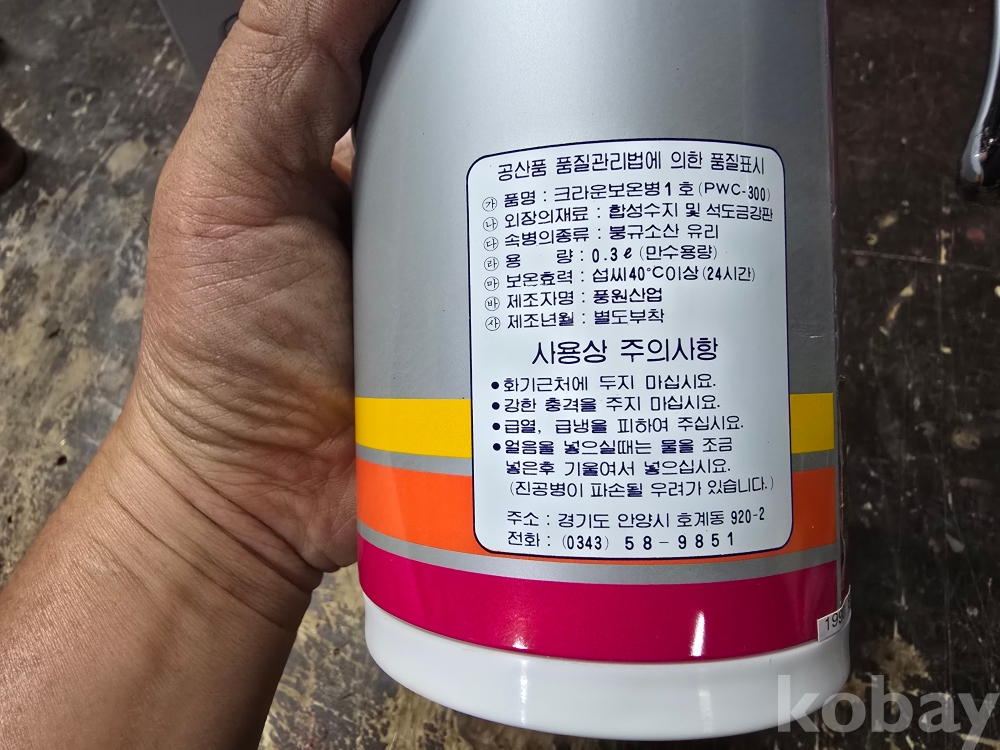 공산품 품질관리법에 의한 품질표시
㉮ 품명 : 크라운보온병1호(PWC-300)
㉯ 외장의재료 : 합성수지 및 석도금강판
㉰ 속병의종류 : 붕규소산 유리
㉱ 용 량 : 0.3ℓ (만수용량)
㉲ 보온효력 : 섭씨40°C이상(24시간)
㉳ 제조자명 : 풍원산업
㉴ 제조년월 : 별도부착
사용상 주의사항
●화기근처에 두지 마십시요.
●강한 충격을 주지 마십시요.
●급열, 급냉을 피하여 주십시요.
●얼음을 넣으실때는 물을 조금
넣은후 기울여서 넣으십시요.
(진공병이 파손될 우려가 있습니다.)
주소 : 경기도 안양시 호계동 920-2
전화 : (0343) 58-9851
kobay